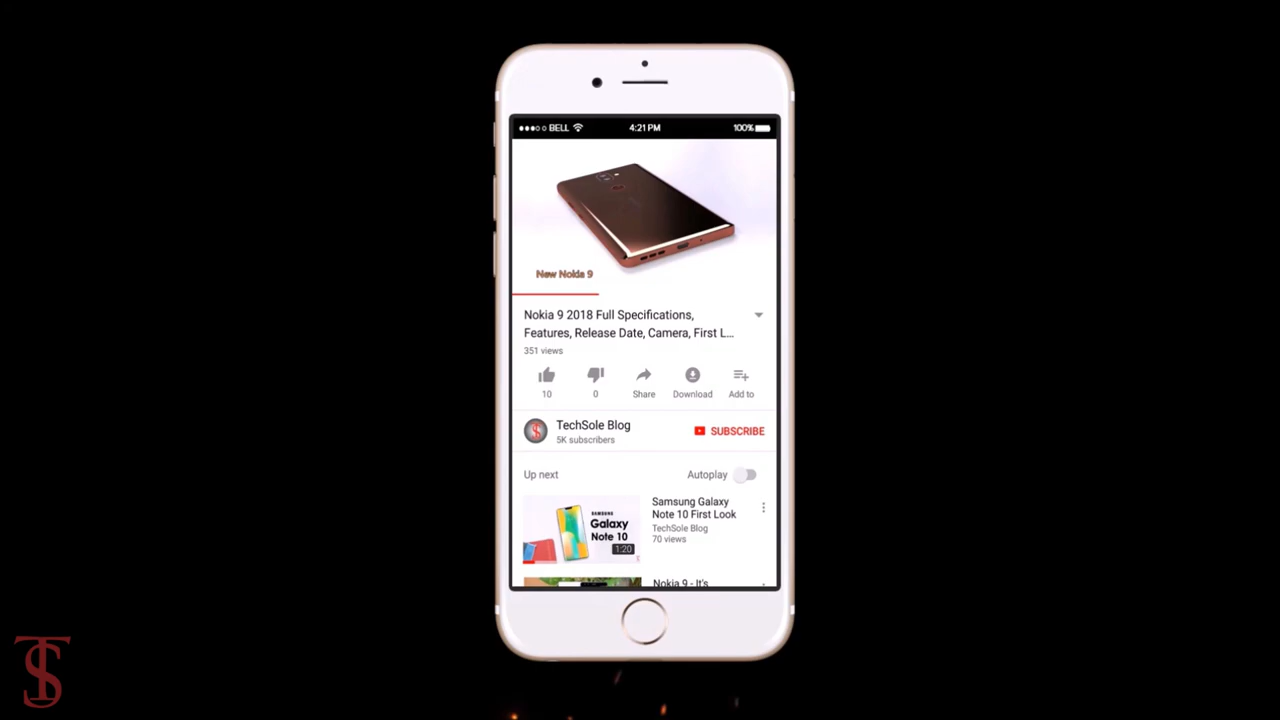 BELL
4:21 PM
100%
New Nokia 9
Nokia 9 2018 Full Specifications,
Features, Release Date, Camera, First L...
351 views
10
0
Share
Download
Add to
TechSole Blog
5K subscribers
SUBSCRIBE
Up next
Autoplay
SAMSUNG
Galaxy
Note 10
1:20
Samsung Galaxy
Note 10 First Look
TechSole Blog
70 views
Nokia 9 - It's
TS